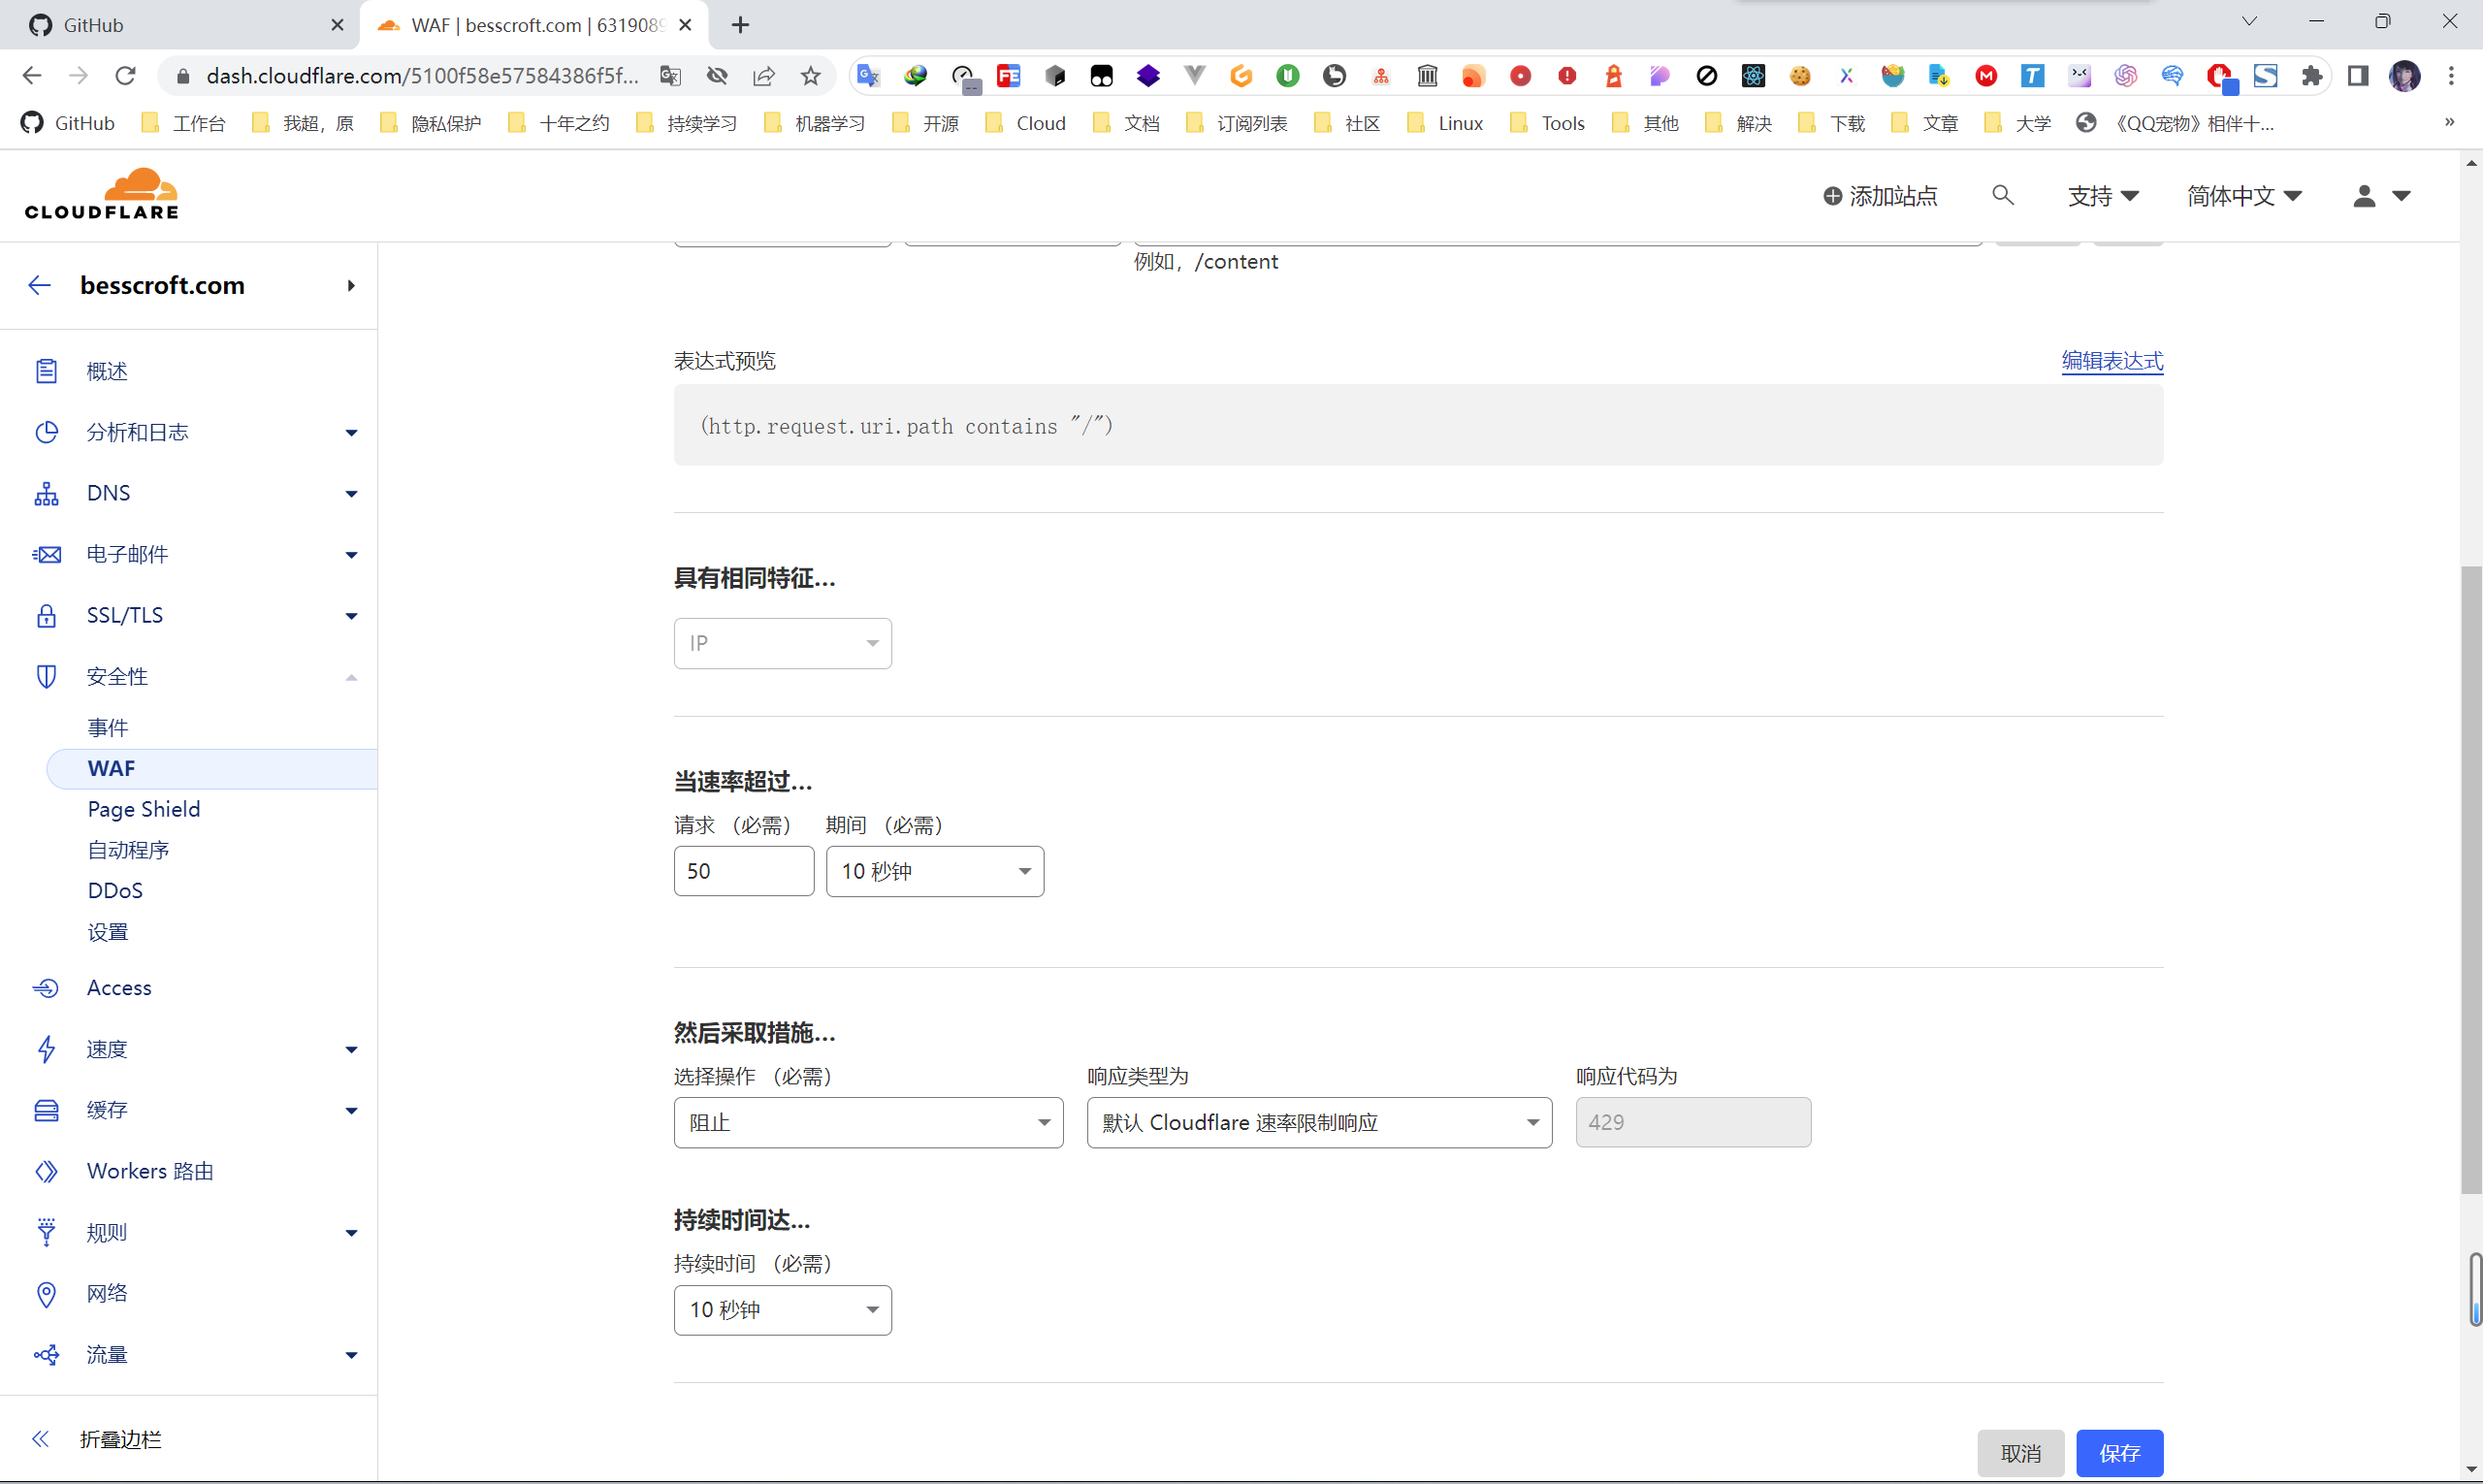 GitHub
WAF | besscroft.com | 6319089
dash.cloudflare.com/5100f58e57584386f5f...
GitHub
工作台
我超，原
隐私保护
十年之约
持续学习
机器学习
开源
Cloud
文档
订阅列表
社区
Linux
Tools
其他
解决
下载
文章
大学
《QQ宠物》相伴十...
»
CLOUDFLARE
添加站点
支持
简体中文
besscroft.com
概述
分析和日志
DNS
电子邮件
SSL/TLS
安全性
事件
WAF
Page Shield
自动程序
DDoS
设置
Access
速度
缓存
Workers 路由
规则
网络
流量
折叠边栏
例如，/content
表达式预览
编辑表达式
(http.request.uri.path contains "/")
具有相同特征...
IP
当速率超过...
请求 （必需） 期间 （必需）
50 10 秒钟
然后采取措施...
选择操作 （必需） 响应类型为 响应代码为
阻止 默认 Cloudflare 速率限制响应 429
持续时间达...
持续时间 （必需）
10 秒钟
取消 保存